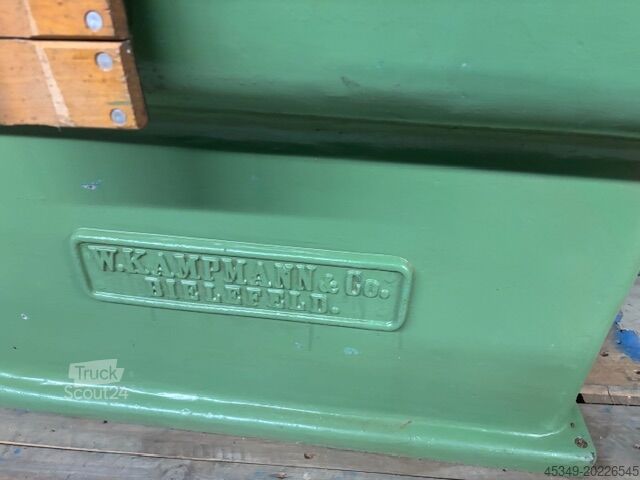 W. KAMPMANN & Co.
BIELEFELD.
Truck
Scout24
45349-20226545